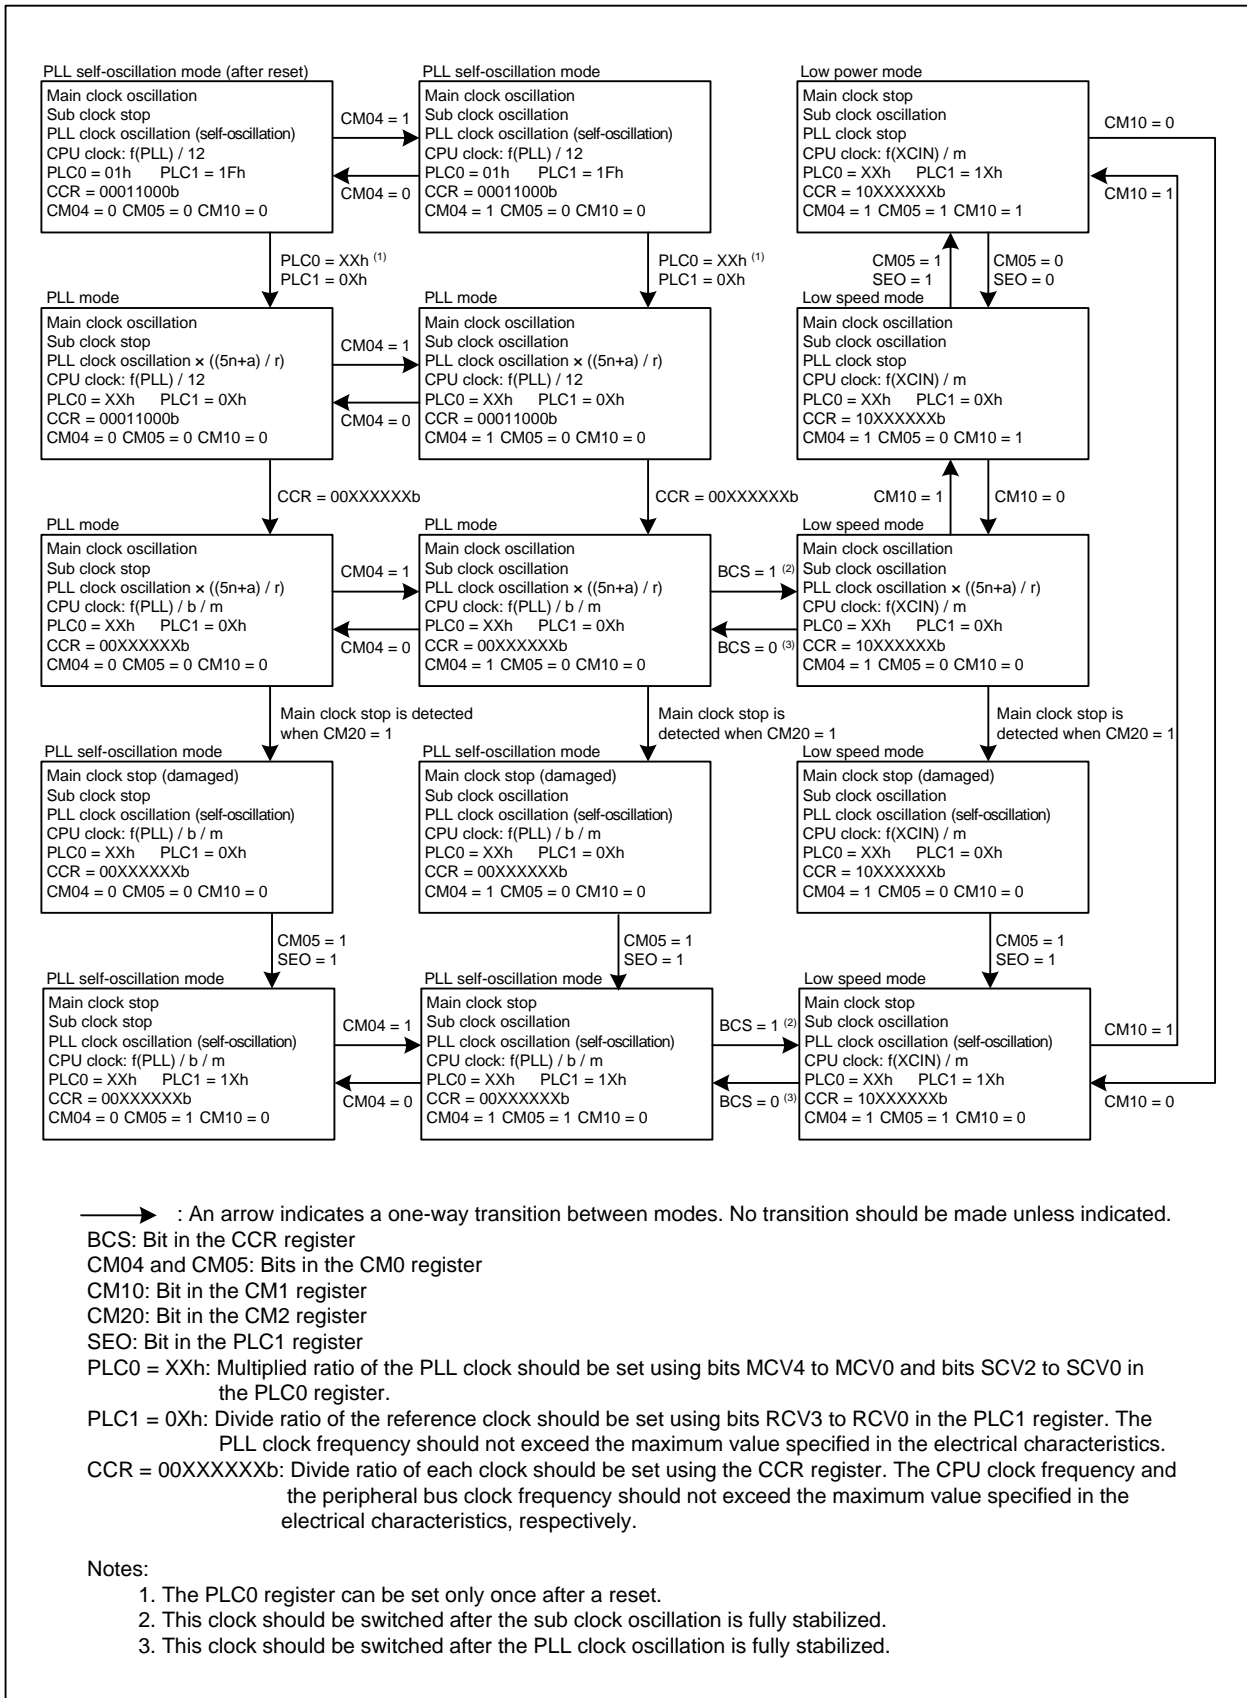 PLL self-oscillation mode (after reset)
Main clock oscillation
Sub clock stop
PLL clock oscillation (self-oscillation)
CPU clock: f(PLL) / 12
PLC0 = 01h PLC1 = 1Fh
CCR = 00011000b
CM04 = 0 CM05 = 0 CM10 = 0
CM04 = 1
CM04 = 0
PLL self-oscillation mode
Main clock oscillation
Sub clock oscillation
PLL clock oscillation (self-oscillation)
CPU clock: f(PLL) / 12
PLC0 = 01h PLC1 = 1Fh
CCR = 00011000b
CM04 = 1 CM05 = 0 CM10 = 0
Low power mode
Main clock stop
Sub clock oscillation
PLL clock stop
CPU clock: f(XCIN) / m
PLC0 = XXh PLC1 = 1Xh
CCR = 10XXXXXXb
CM04 = 1 CM05 = 1 CM10 = 1
CM10 = 0
CM10 = 1
PLC0 = XXh (1)
PLC1 = 0Xh
PLC0 = XXh (1)
PLC1 = 0Xh
CM05 = 1
SEO = 1
CM05 = 0
SEO = 0
PLL mode
Main clock oscillation
Sub clock stop
PLL clock oscillation × ((5n+a) / r)
CPU clock: f(PLL) / 12
PLC0 = XXh PLC1 = 0Xh
CCR = 00011000b
CM04 = 0 CM05 = 0 CM10 = 0
CM04 = 1
CM04 = 0
PLL mode
Main clock oscillation
Sub clock oscillation
PLL clock oscillation × ((5n+a) / r)
CPU clock: f(PLL) / 12
PLC0 = XXh PLC1 = 0Xh
CCR = 00011000b
CM04 = 1 CM05 = 0 CM10 = 0
Low speed mode
Main clock oscillation
Sub clock oscillation
PLL clock stop
CPU clock: f(XCIN) / m
PLC0 = XXh PLC1 = 0Xh
CCR = 10XXXXXXb
CM04 = 1 CM05 = 0 CM10 = 1
CCR = 00XXXXXXb
CCR = 00XXXXXXb
CM10 = 1
CM10 = 0
PLL mode
Main clock oscillation
Sub clock stop
PLL clock oscillation × ((5n+a) / r)
CPU clock: f(PLL) / b / m
PLC0 = XXh PLC1 = 0Xh
CCR = 00XXXXXXb
CM04 = 0 CM05 = 0 CM10 = 0
CM04 = 1
CM04 = 0
PLL mode
Main clock oscillation
Sub clock oscillation
PLL clock oscillation × ((5n+a) / r)
CPU clock: f(PLL) / b / m
PLC0 = XXh PLC1 = 0Xh
CCR = 00XXXXXXb
CM04 = 1 CM05 = 0 CM10 = 0
BCS = 1 (2)
BCS = 0 (3)
Low speed mode
Main clock oscillation
Sub clock oscillation
PLL clock oscillation × ((5n+a) / r)
CPU clock: f(XCIN) / m
PLC0 = XXh PLC1 = 0Xh
CCR = 10XXXXXXb
CM04 = 1 CM05 = 0 CM10 = 0
Main clock stop is detected
when CM20 = 1
Main clock stop is
detected when CM20 = 1
Main clock stop is
detected when CM20 = 1
PLL self-oscillation mode
Main clock stop (damaged)
Sub clock stop
PLL clock oscillation (self-oscillation)
CPU clock: f(PLL) / b / m
PLC0 = XXh PLC1 = 0Xh
CCR = 00XXXXXXb
CM04 = 0 CM05 = 0 CM10 = 0
PLL self-oscillation mode
Main clock stop (damaged)
Sub clock oscillation
PLL clock oscillation (self-oscillation)
CPU clock: f(PLL) / b / m
PLC0 = XXh PLC1 = 0Xh
CCR = 00XXXXXXb
CM04 = 1 CM05 = 0 CM10 = 0
Low speed mode
Main clock stop (damaged)
Sub clock oscillation
PLL clock oscillation (self-oscillation)
CPU clock: f(XCIN) / m
PLC0 = XXh PLC1 = 0Xh
CCR = 10XXXXXXb
CM04 = 1 CM05 = 0 CM10 = 0
CM05 = 1
SEO = 1
CM05 = 1
SEO = 1
CM05 = 1
SEO = 1
PLL self-oscillation mode
Main clock stop
Sub clock stop
PLL clock oscillation (self-oscillation)
CPU clock: f(PLL) / b / m
PLC0 = XXh PLC1 = 1Xh
CCR = 00XXXXXXb
CM04 = 0 CM05 = 1 CM10 = 0
CM04 = 1
CM04 = 0
PLL self-oscillation mode
Main clock stop
Sub clock oscillation
PLL clock oscillation (self-oscillation)
CPU clock: f(PLL) / b / m
PLC0 = XXh PLC1 = 1Xh
CCR = 00XXXXXXb
CM04 = 1 CM05 = 1 CM10 = 0
BCS = 1 (2)
BCS = 0 (3)
Low speed mode
Main clock stop
Sub clock oscillation
PLL clock oscillation (self-oscillation)
CPU clock: f(XCIN) / m
PLC0 = XXh PLC1 = 1Xh
CCR = 10XXXXXXb
CM04 = 1 CM05 = 1 CM10 = 0
CM10 = 1
CM10 = 0
: An arrow indicates a one-way transition between modes. No transition should be made unless indicated.
BCS: Bit in the CCR register
CM04 and CM05: Bits in the CM0 register
CM10: Bit in the CM1 register
CM20: Bit in the CM2 register
SEO: Bit in the PLC1 register
PLC0 = XXh: Multiplied ratio of the PLL clock should be set using bits MCV4 to MCV0 and bits SCV2 to SCV0 in
the PLC0 register.
PLC1 = 0Xh: Divide ratio of the reference clock should be set using bits RCV3 to RCV0 in the PLC1 register. The
PLL clock frequency should not exceed the maximum value specified in the electrical characteristics.
CCR = 00XXXXXXb: Divide ratio of each clock should be set using the CCR register. The CPU clock frequency and
the peripheral bus clock frequency should not exceed the maximum value specified in the
electrical characteristics, respectively.
Notes:
1. The PLC0 register can be set only once after a reset.
2. This clock should be switched after the sub clock oscillation is fully stabilized.
3. This clock should be switched after the PLL clock oscillation is fully stabilized.